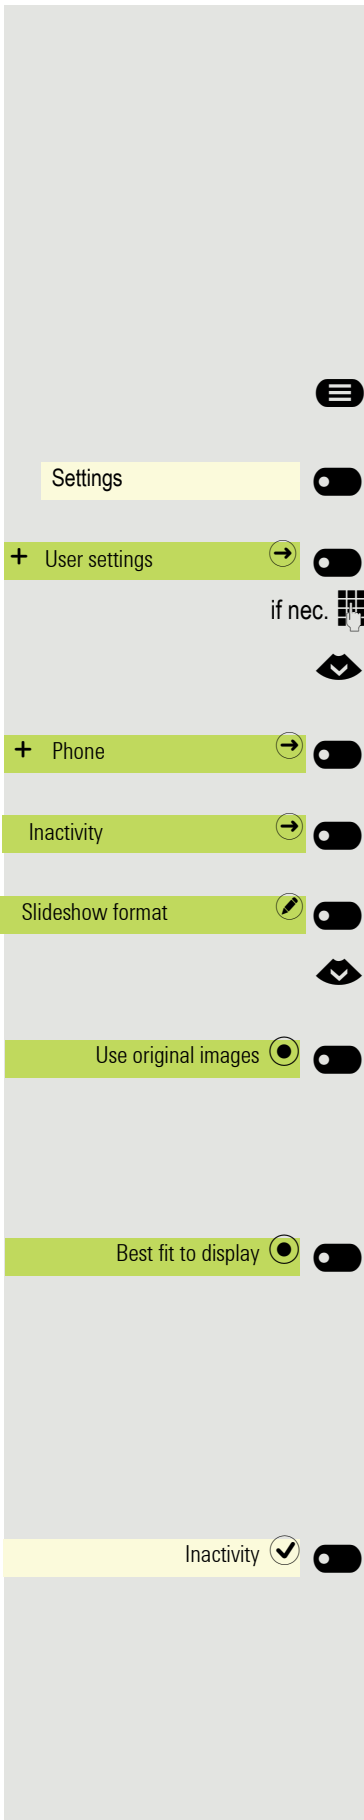 Settings
+ User settings
if nec.
+ Phone
Inactivity
Slideshow format
Use original images
Best fit to display
Inactivity